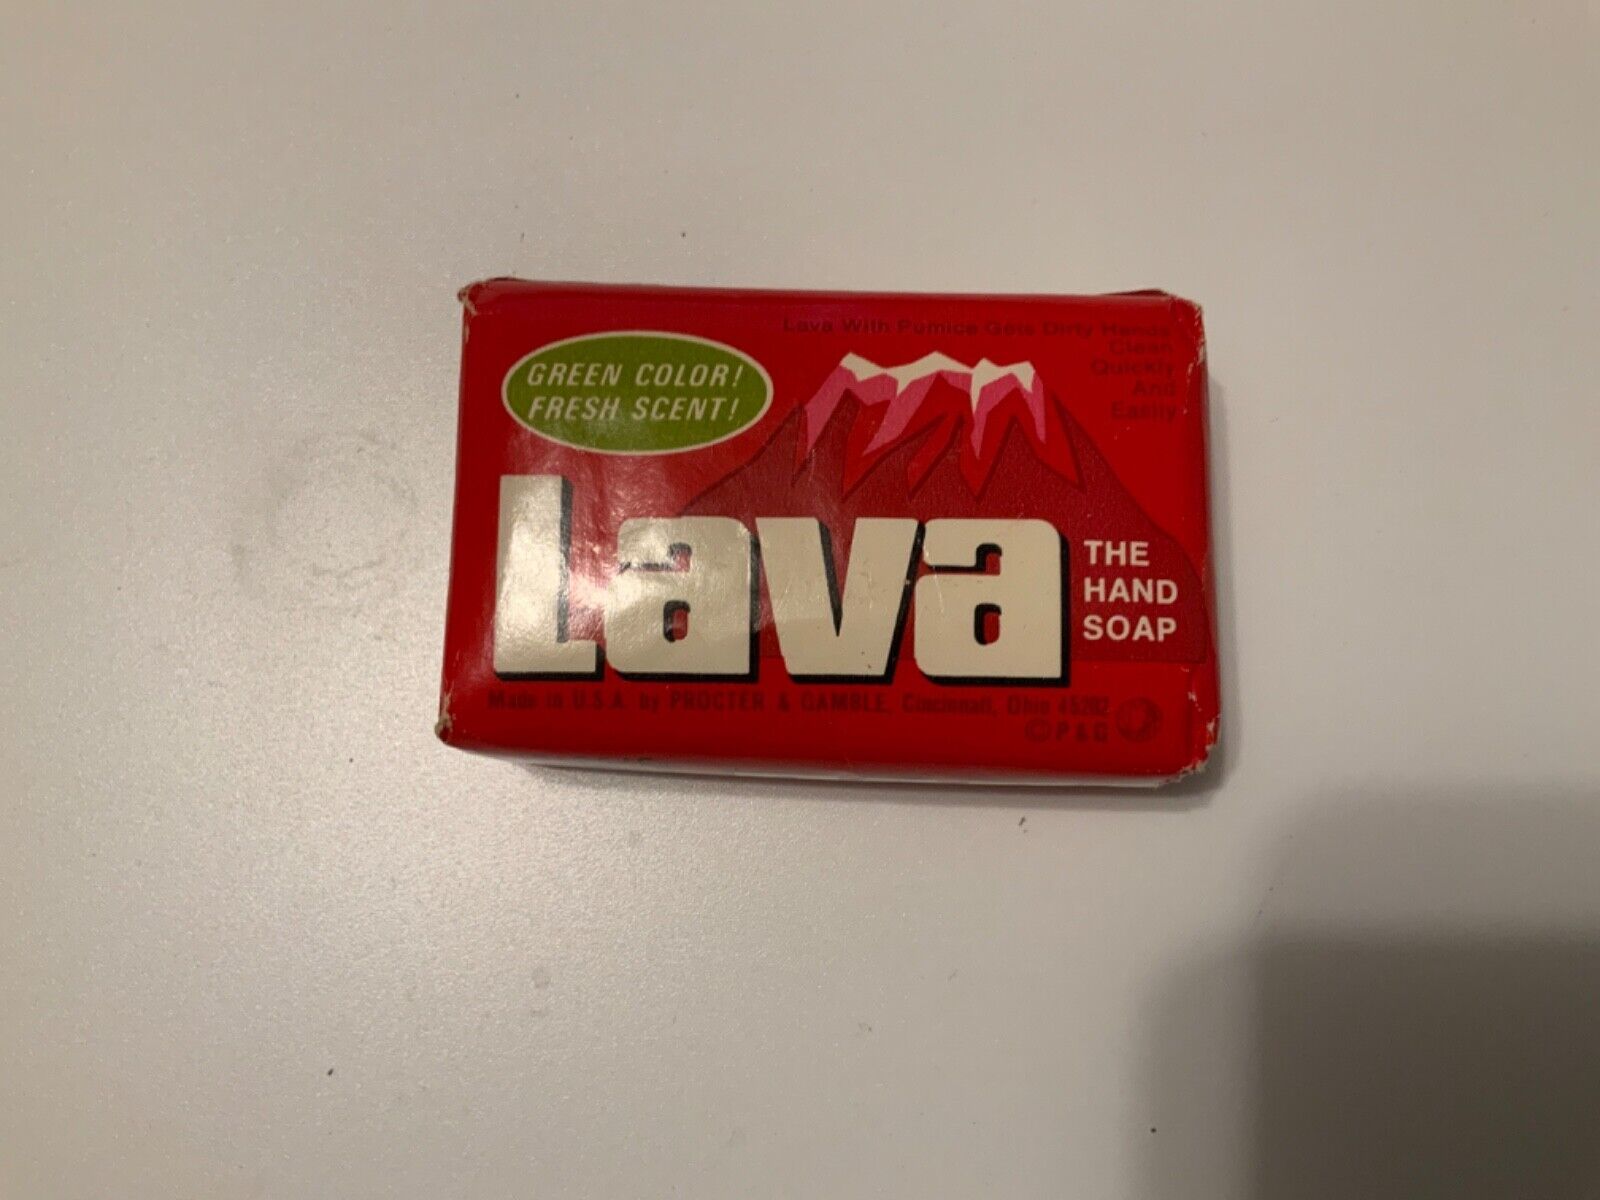 Lava With Pumice Gets Dirty Hands
Clean
Quickly
And
Easily
GREEN COLOR!
FRESH SCENT!
Lava
THE
HAND
SOAP
Made in U.S.A. by PROCTER & GAMBLE, Cincinnati, Ohio 45202
©P&G